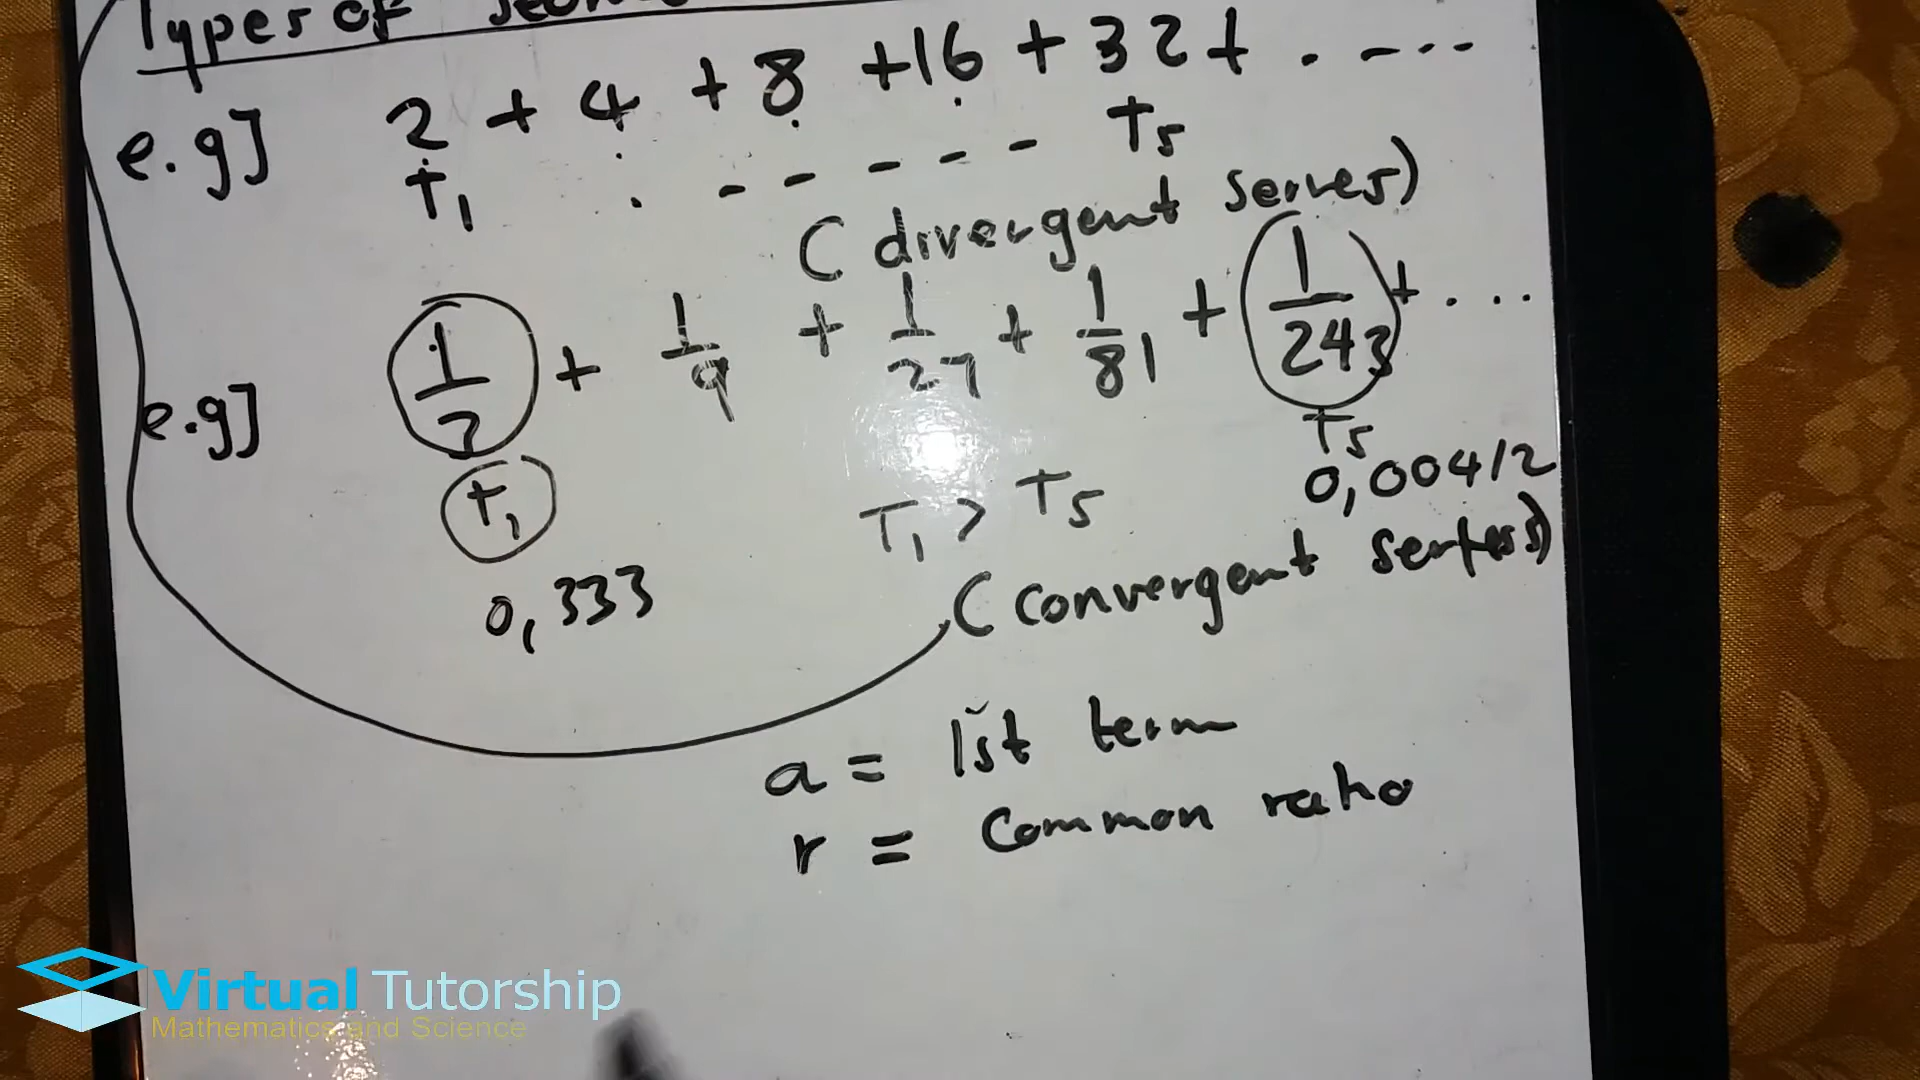 Types of
e.g] 2 + 4 + 8 +16 + 32 + . - - . .
T1 . - - - - - - T5
( divergent series)
e.g] 1/3 + 1/9 + 1/27 + 1/81 + 1/243 + . . . .
T1 T1 > T5 T5
0,333 0,00412
( convergent series)
a = 1st term
r = Common ratio
Virtual Tutorship
Mathematics and Science